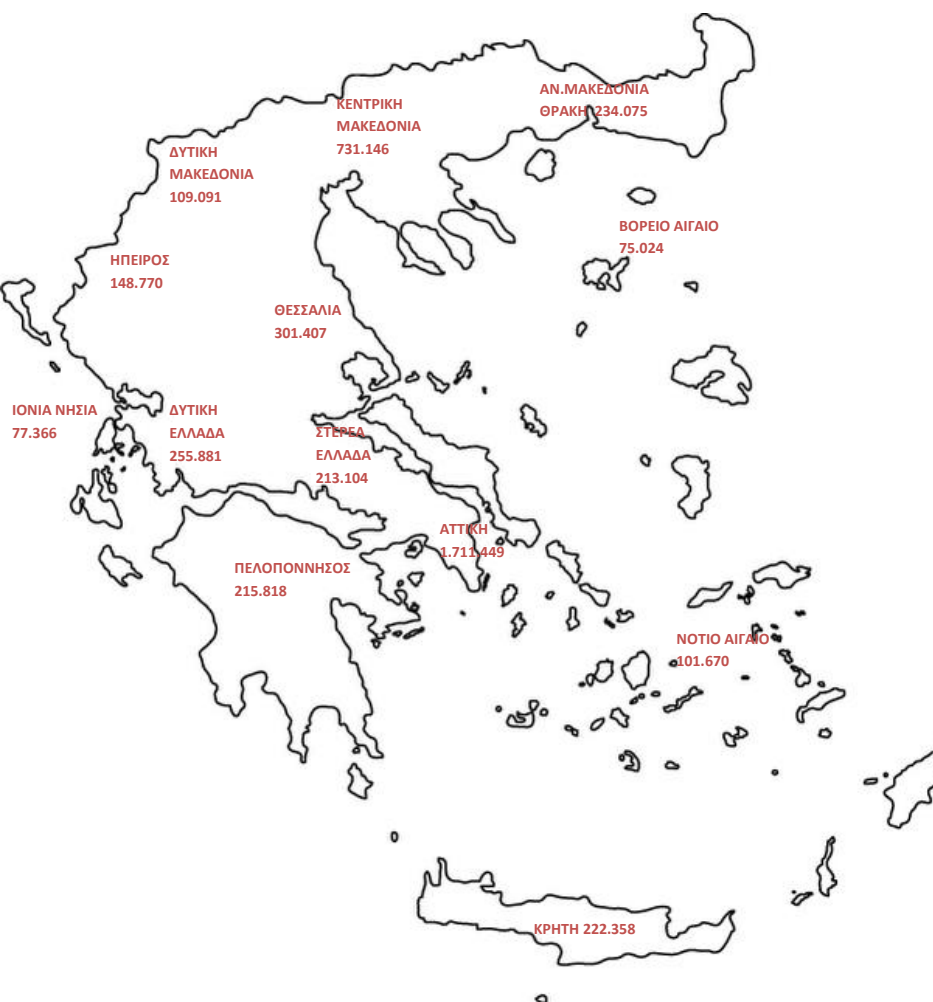 ΑΝ.ΜΑΚΕΔΟΝΙΑ
ΘΡΑΚΗ 234.075
ΚΕΝΤΡΙΚΗ
ΜΑΚΕΔΟΝΙΑ
731.146
ΔΥΤΙΚΗ
ΜΑΚΕΔΟΝΙΑ
109.091
ΒΟΡΕΙΟ ΑΙΓΑΙΟ
75.024
ΗΠΕΙΡΟΣ
148.770
ΘΕΣΣΑΛΙΑ
301.407
ΙΟΝΙΑ ΝΗΣΙΑ
77.366
ΔΥΤΙΚΗ
ΕΛΛΑΔΑ
255.881
ΣΤΕΡΕΑ
ΕΛΛΑΔΑ
213.104
ΑΤΤΙΚΗ
1.711.449
ΠΕΛΟΠΟΝΝΗΣΟΣ
215.818
ΝΟΤΙΟ ΑΙΓΑΙΟ
101.670
ΚΡΗΤΗ 222.358